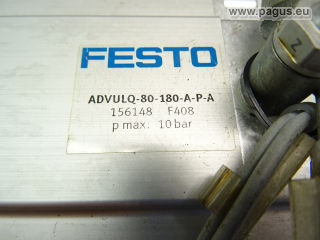 © www.pagus.eu
FESTO
ADVULQ-80-180-A-P-A
156148 F408
p max: 10 bar
Z